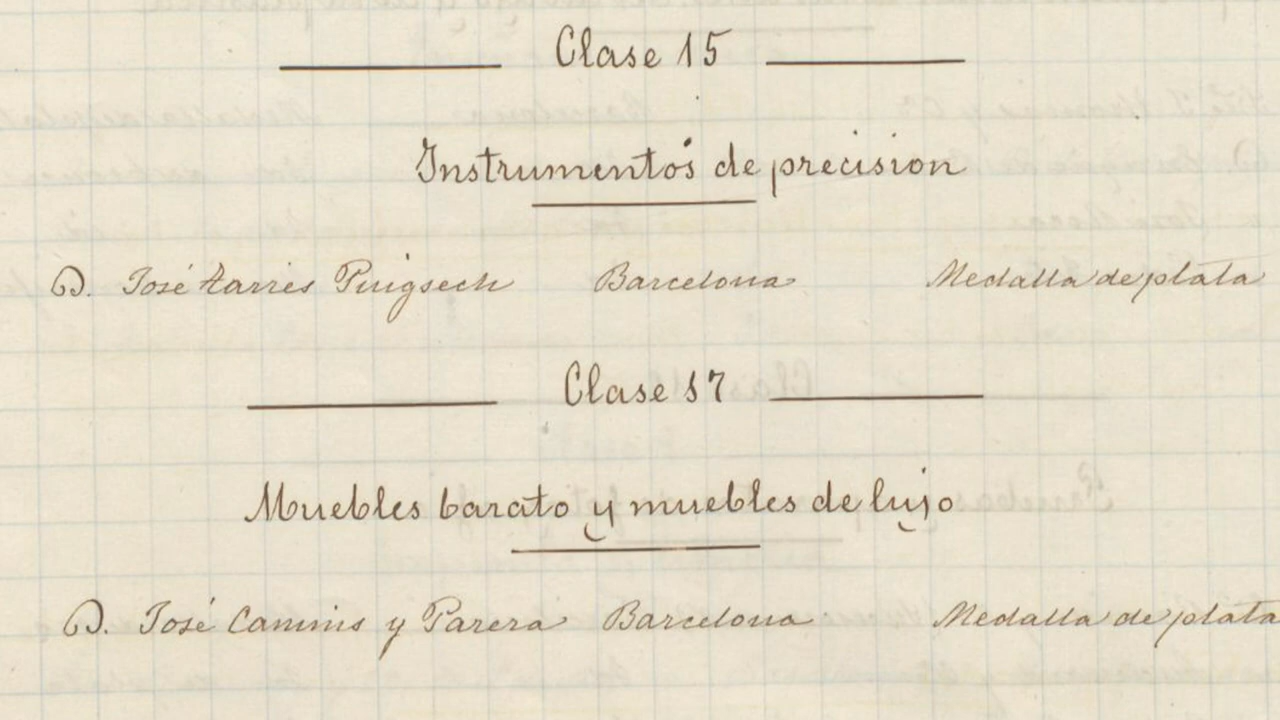 Clase 15
Instrumentos de precision
D. José tarrés Puigsech Barcelona Medalla de plata
Clase 17
Muebles barato y muebles de lujo
D. José Camins y Parera Barcelona Medalla de plata